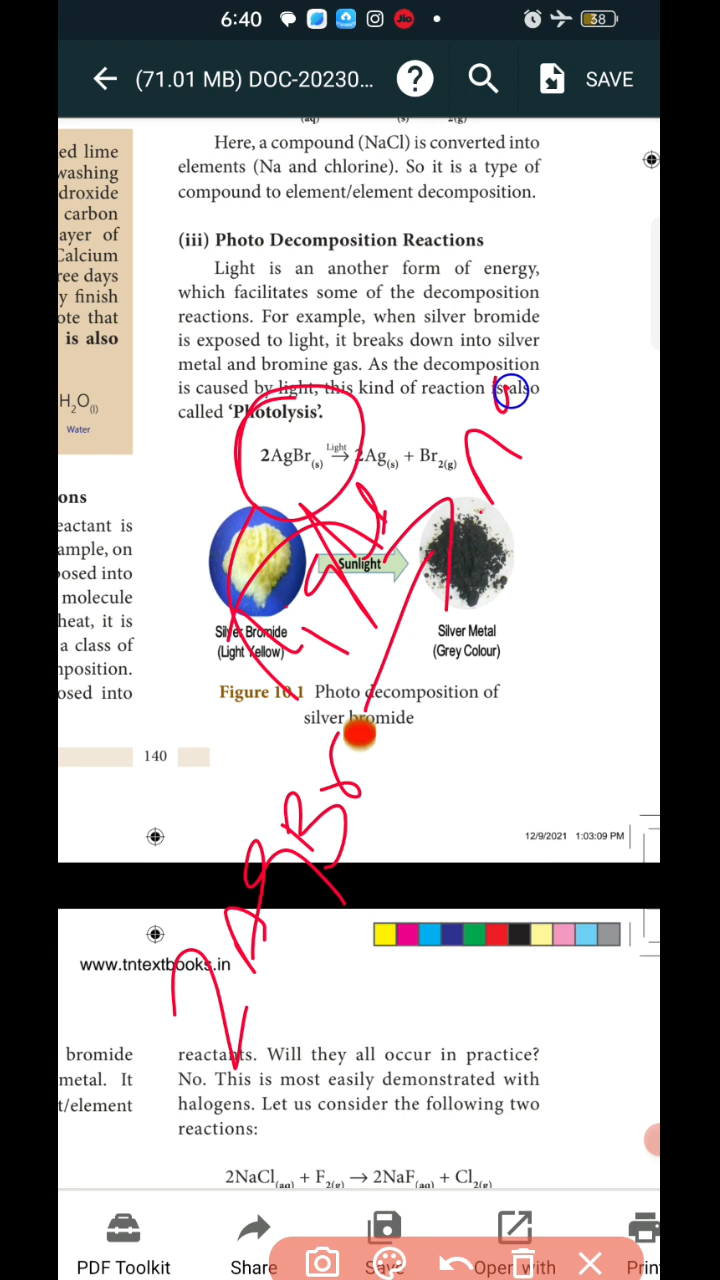 6:40 Jio 38
(71.01 MB) DOC-20230... ? SAVE
(aq) (s) 2(g)
ed lime
washing
droxide
carbon
ayer of
Calcium
ree days
y finish
ote that
is also
H₂O(l)
Water
ons
eactant is
ample, on
posed into
molecule
heat, it is
a class of
nposition.
osed into
Here, a compound (NaCl) is converted into
elements (Na and chlorine). So it is a type of
compound to element/element decomposition.
(iii) Photo Decomposition Reactions
Light is an another form of energy,
which facilitates some of the decomposition
reactions. For example, when silver bromide
is exposed to light, it breaks down into silver
metal and bromine gas. As the decomposition
is caused by light, this kind of reaction is also
called ‘Photolysis’.
2AgBr(s) Light → 2Ag(s) + Br2(g)
Sunlight
Silver Bromide
(Light Yellow)
Silver Metal
(Grey Colour)
Figure 10.1 Photo decomposition of
silver bromide
140
2AgBr
12/9/2021 1:03:09 PM
www.tntextbooks.in
bromide
metal. It
t/element
reactants. Will they all occur in practice?
No. This is most easily demonstrated with
halogens. Let us consider the following two
reactions:
2NaCl(aq) + F2(g) → 2NaF(aq) + Cl2(g)
PDF Toolkit Share Save Open with Prin